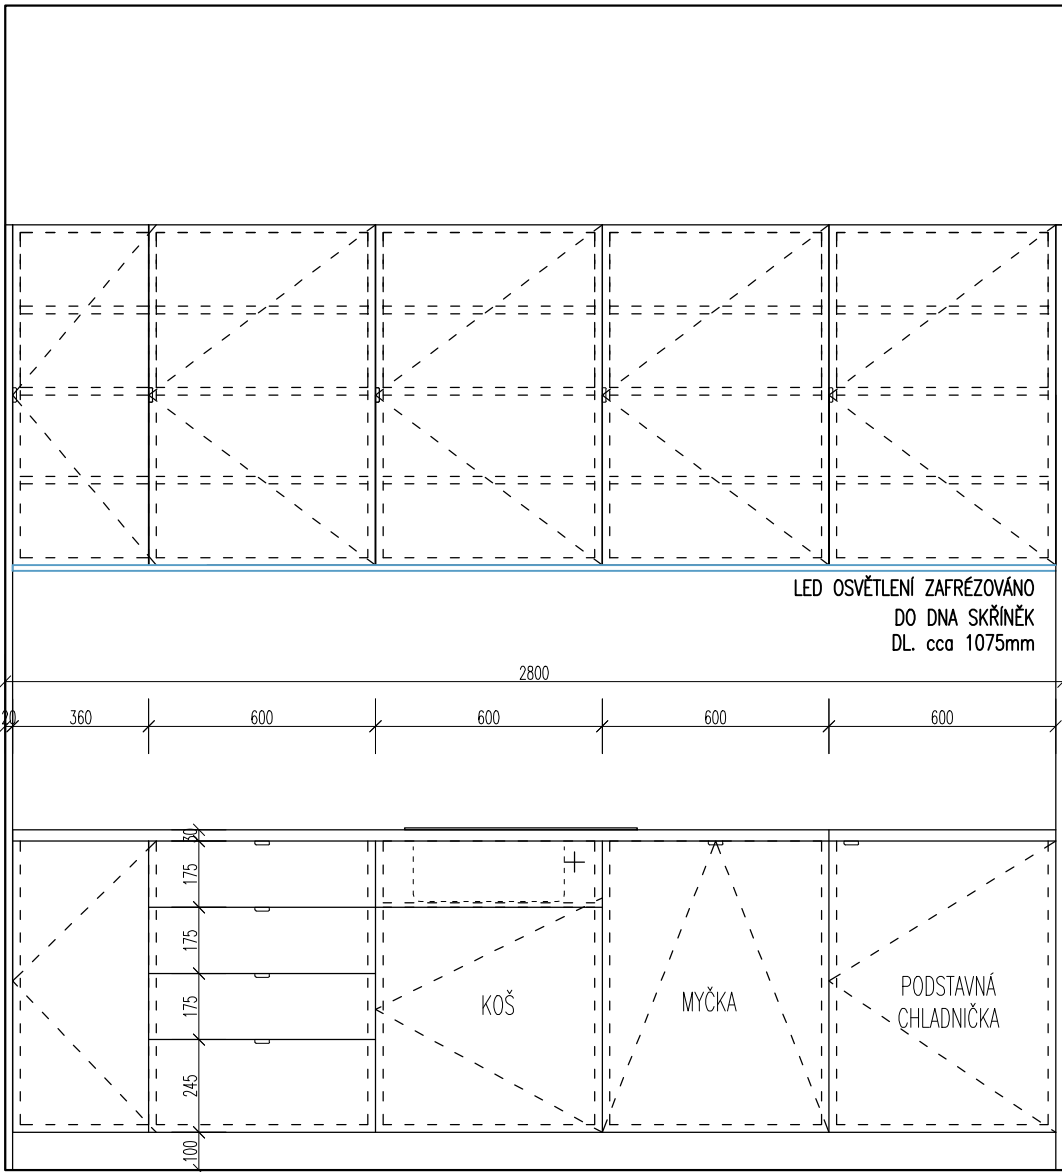 LED OSVĚTLENÍ ZAFRÉZOVÁNO
DO DNA SKŘÍNĚK
DL. cca 1075mm
2800
20
360
600
600
600
600
30
175
175
175
245
100
KOŠ
MYČKA
PODSTAVNÁ
CHLADNIČKA